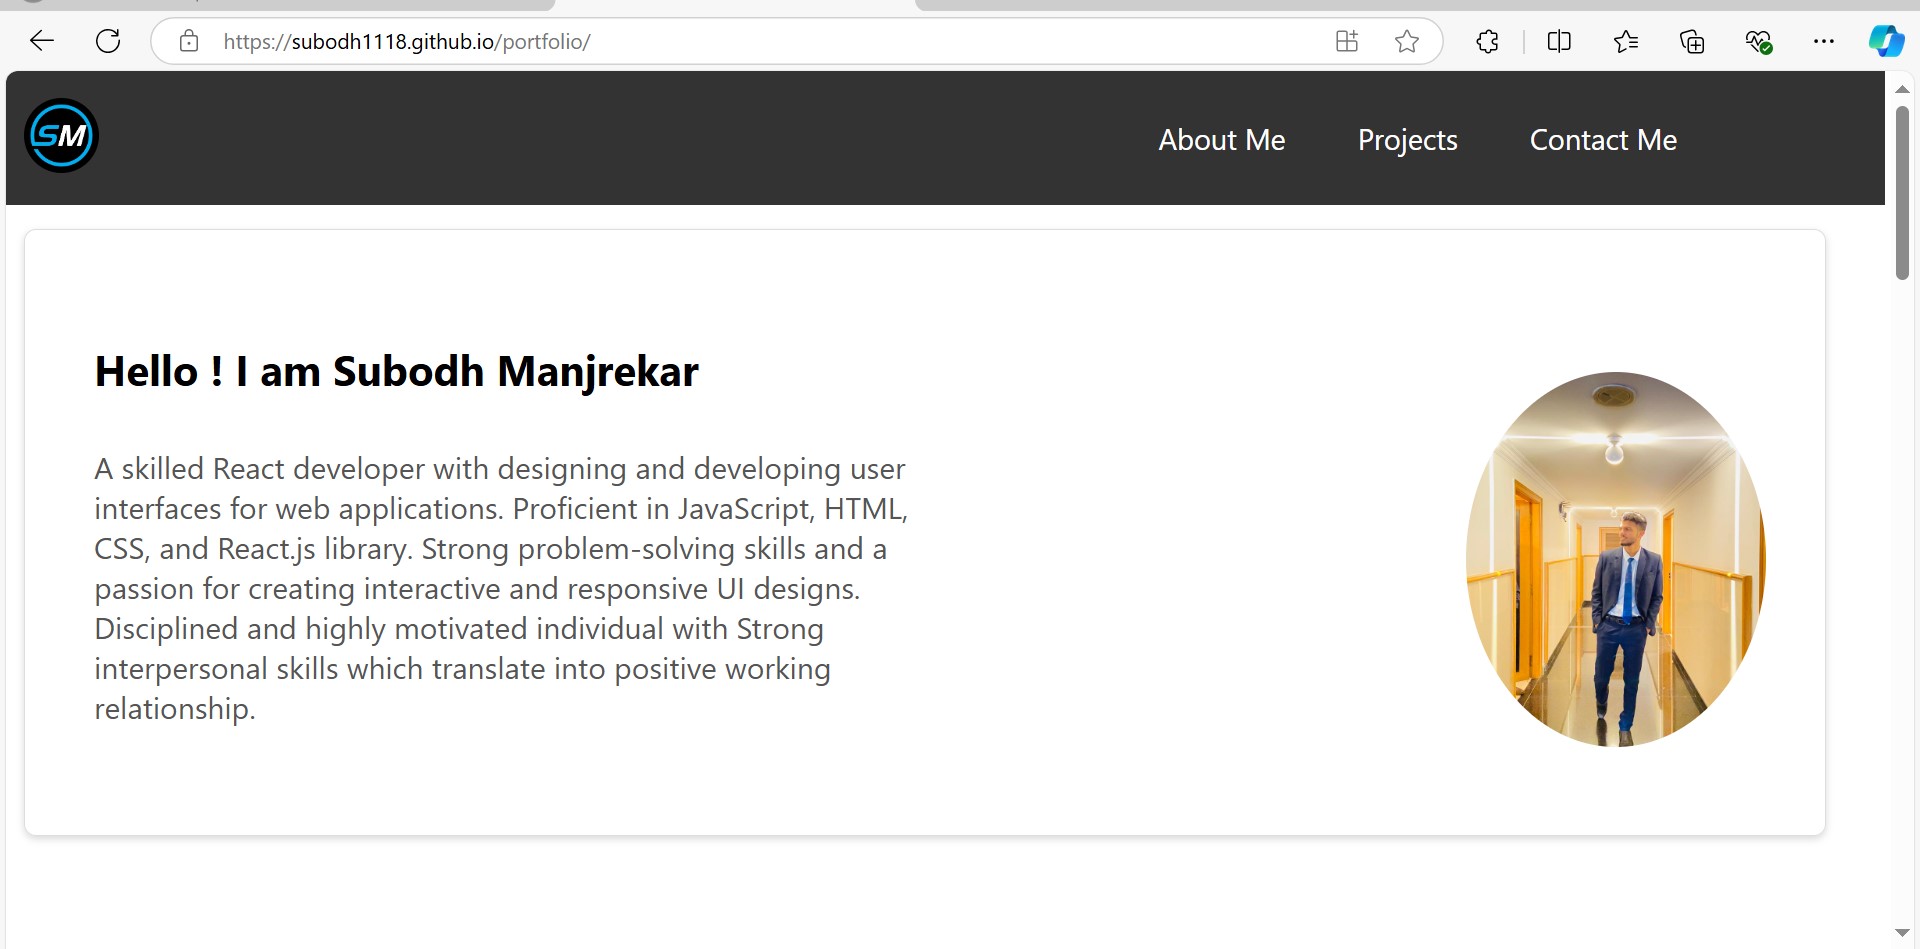 https://subodh1118.github.io/portfolio/
SM
About Me Projects Contact Me
Hello ! I am Subodh Manjrekar
A skilled React developer with designing and developing user
interfaces for web applications. Proficient in JavaScript, HTML,
CSS, and React.js library. Strong problem-solving skills and a
passion for creating interactive and responsive UI designs.
Disciplined and highly motivated individual with Strong
interpersonal skills which translate into positive working
relationship.